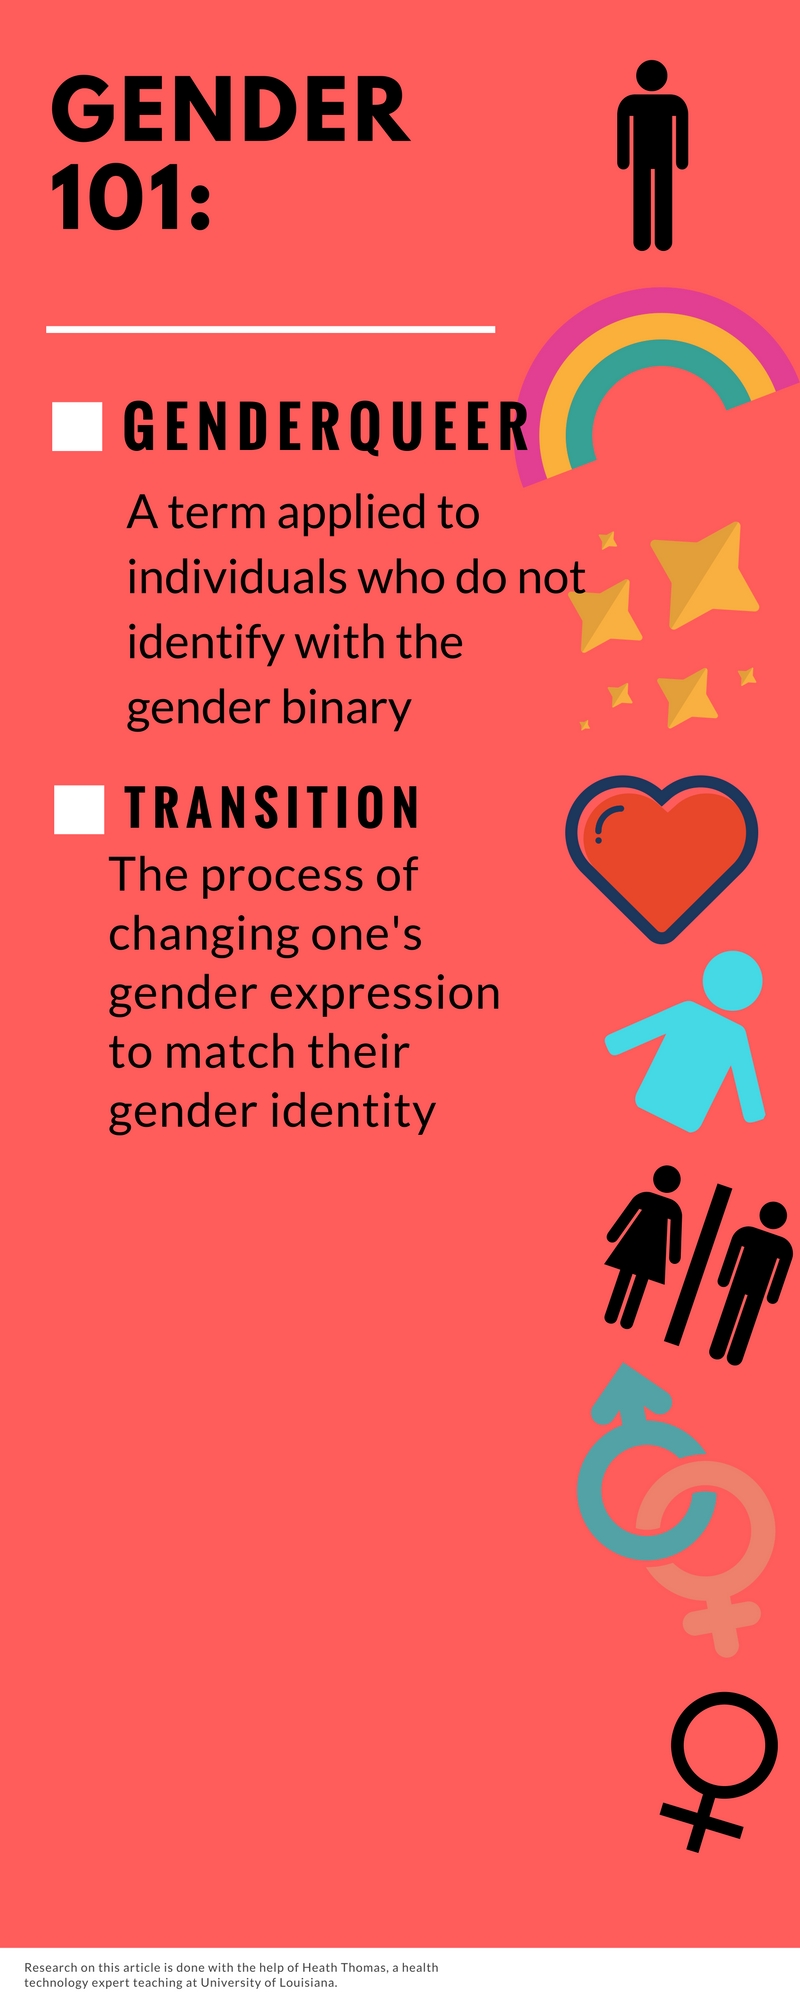 GENDER
101:
GENDERQUEER
A term applied to
individuals who do not
identify with the
gender binary
TRANSITION
The process of
changing one's
gender expression
to match their
gender identity
Research on this article is done with the help of Heath Thomas, a health
technology expert teaching at University of Louisiana.